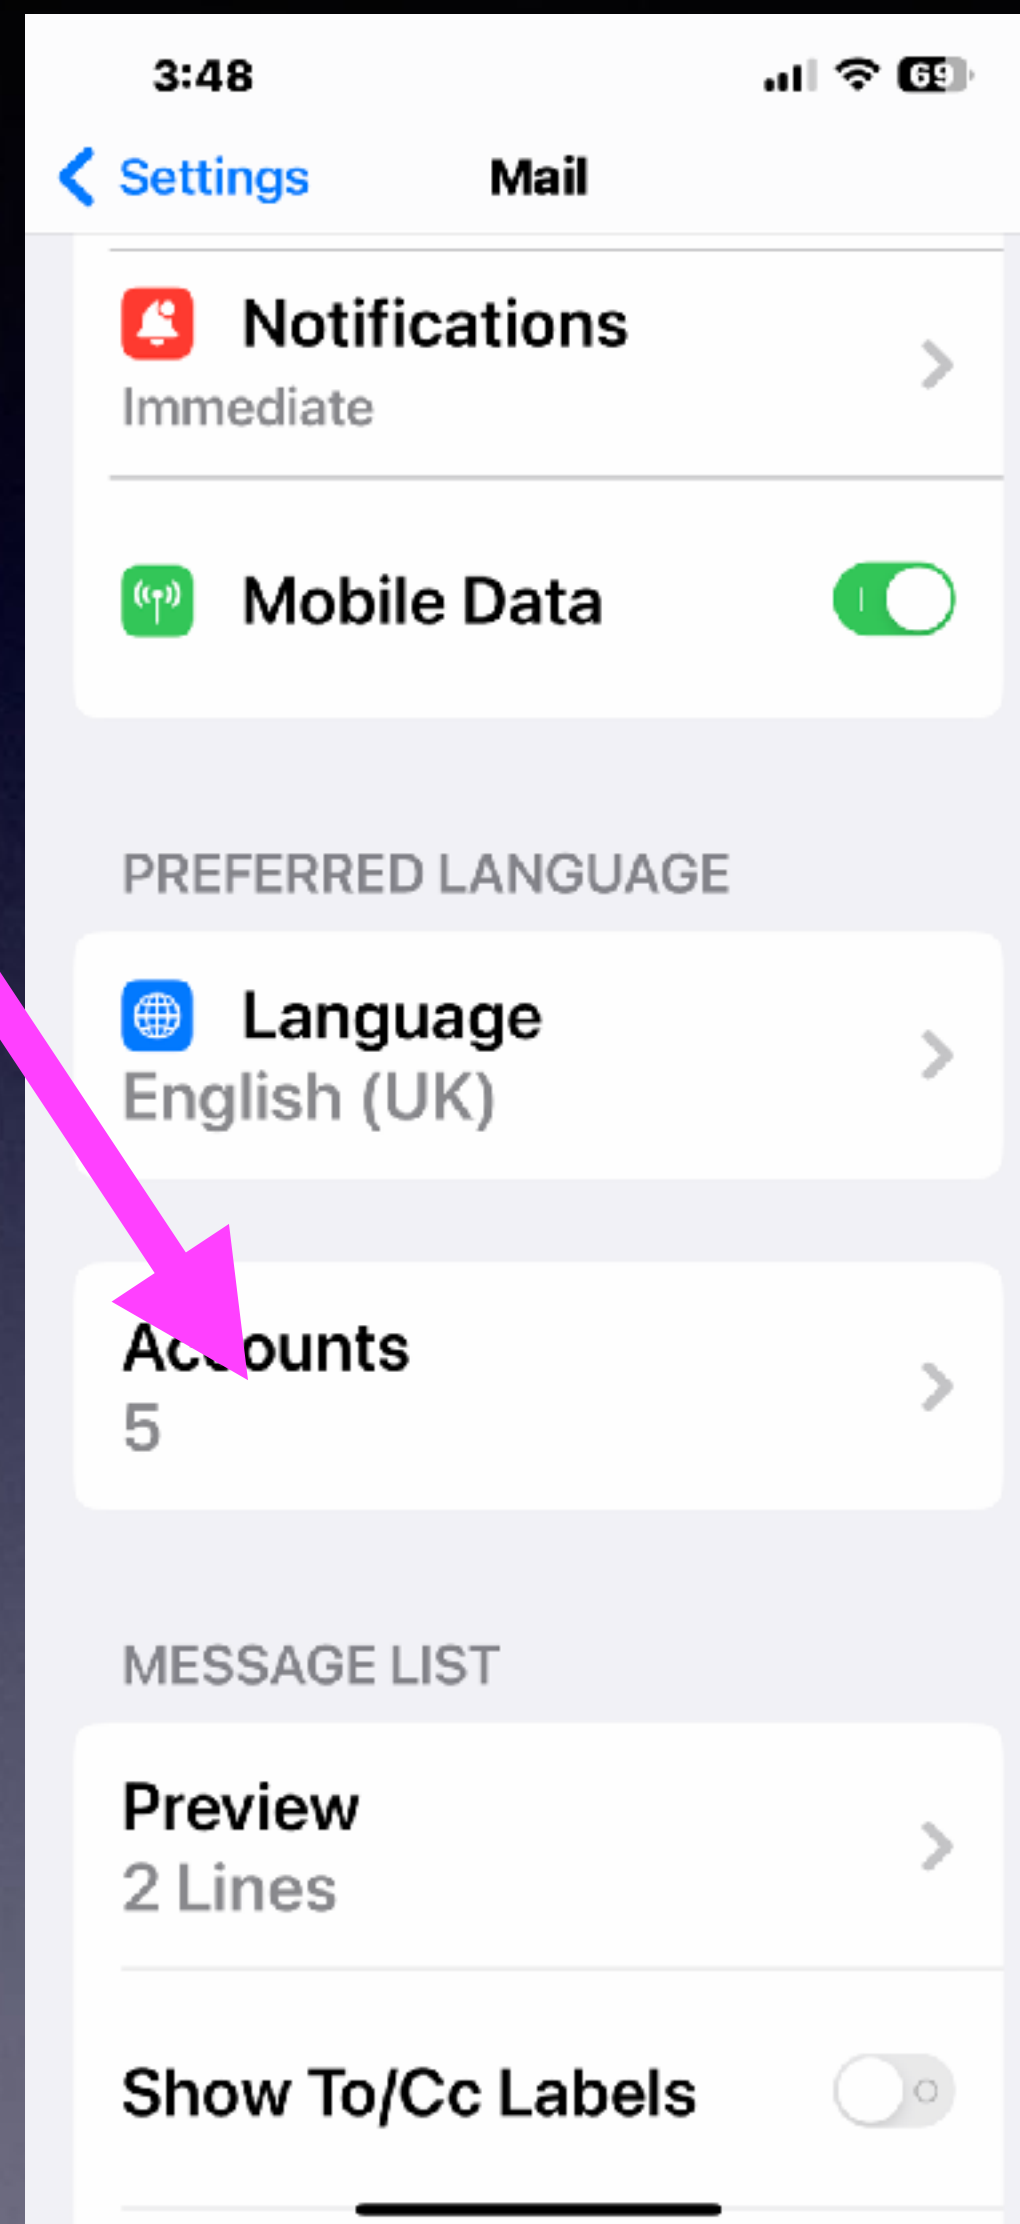 3:48
69
Settings
Mail
Notifications
Immediate
Mobile Data
PREFERRED LANGUAGE
Language
English (UK)
Accounts
5
MESSAGE LIST
Preview
2 Lines
Show To/Cc Labels